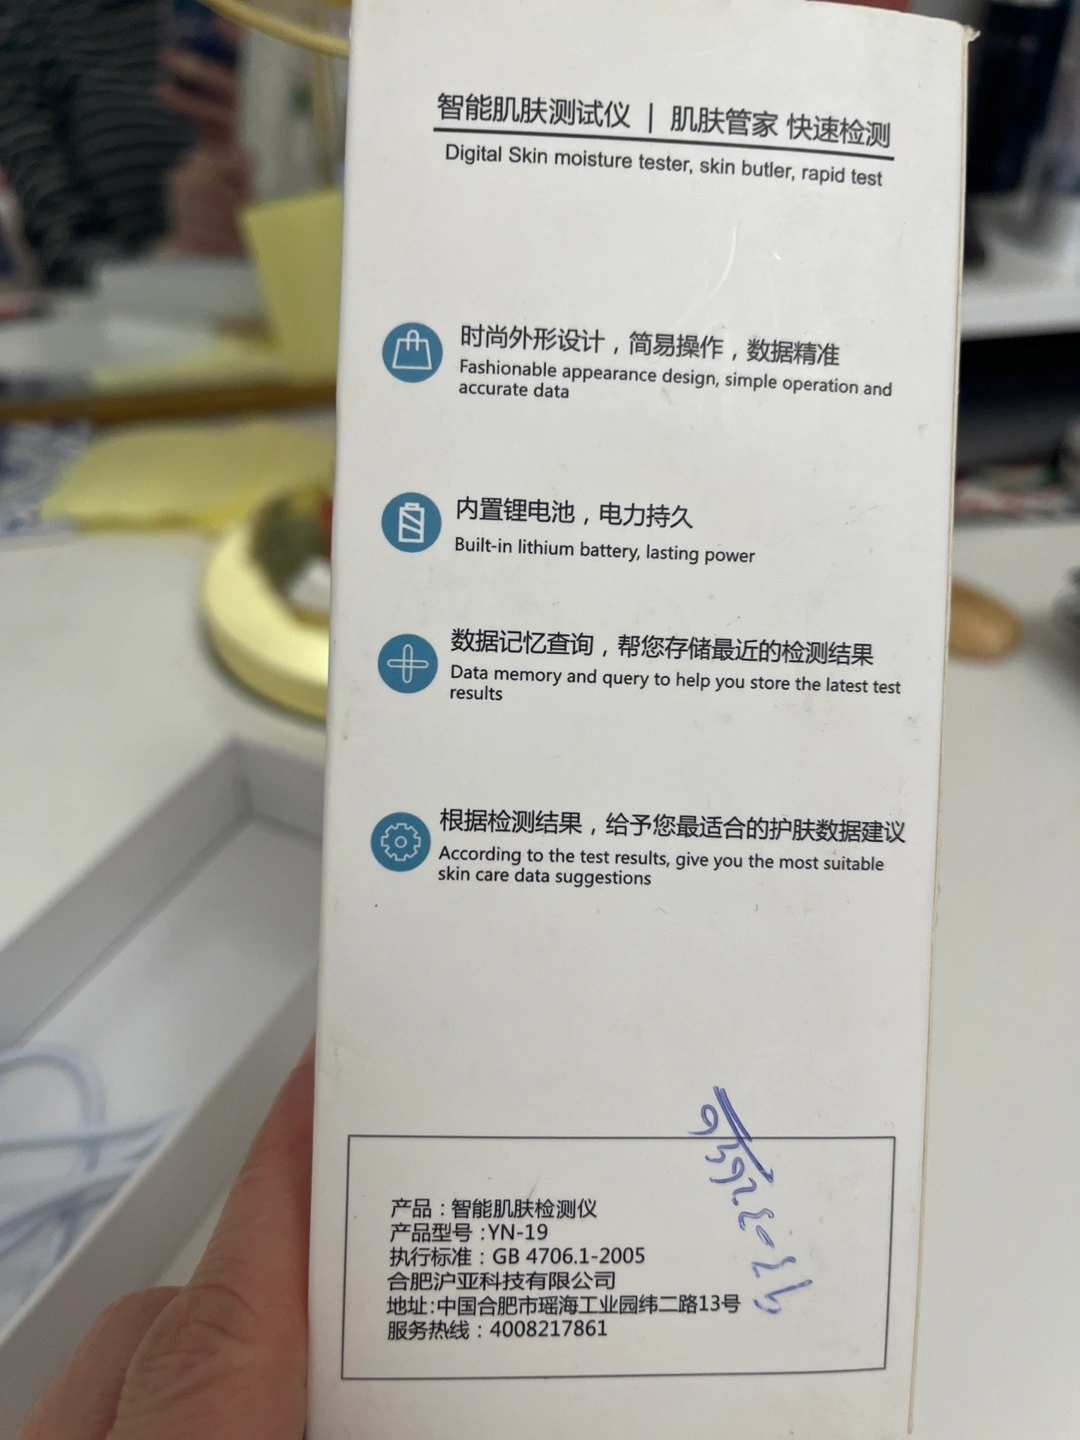 智能肌肤测试仪 | 肌肤管家 快速检测
Digital Skin moisture tester, skin butler, rapid test
时尚外形设计，简易操作，数据精准
Fashionable appearance design, simple operation and
accurate data
内置锂电池，电力持久
Built-in lithium battery, lasting power
数据记忆查询，帮您存储最近的检测结果
Data memory and query to help you store the latest test
results
根据检测结果，给予您最适合的护肤数据建议
According to the test results, give you the most suitable
skin care data suggestions
产品：智能肌肤检测仪
产品型号:YN-19
执行标准：GB 4706.1-2005
合肥沪亚科技有限公司
地址:中国合肥市瑶海工业园纬二路13号
服务热线：4008217861